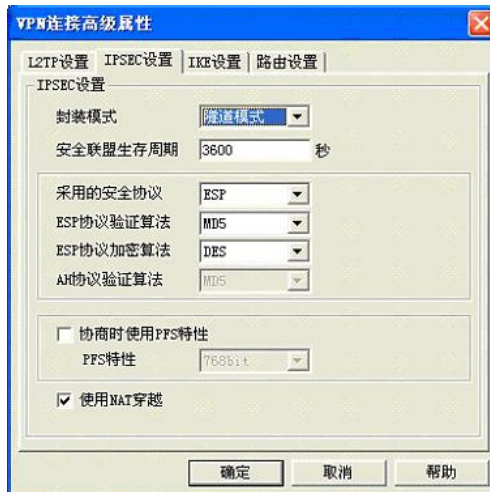 VPN连接高级属性
L2TP设置 IPSEC设置 IKE设置 路由设置
IPSEC设置
封装模式 隧道模式
安全联盟生存周期 3600 秒
采用的安全协议 ESP
ESP协议验证算法 MD5
ESP协议加密算法 DES
AH协议验证算法 MD5
协商时使用PFS特性
PFS特性 768bit
使用NAT穿越
确定 取消 帮助